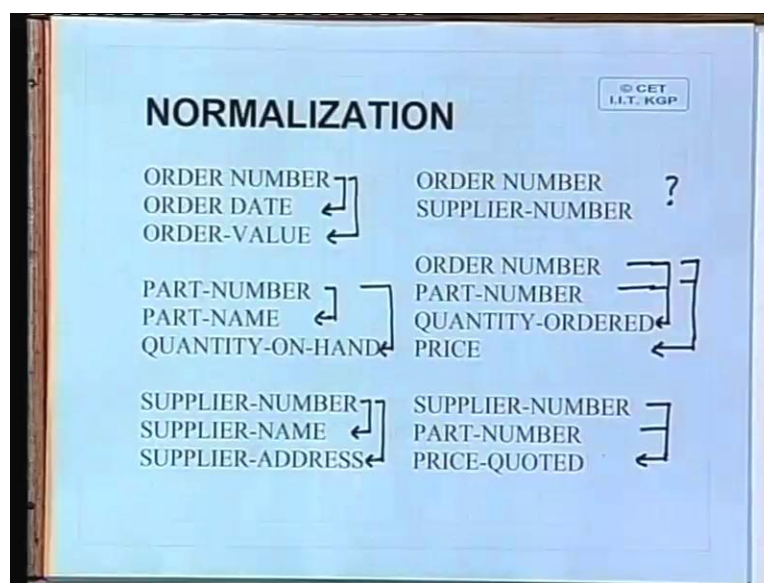 © CET
I.I.T. KGP
NORMALIZATION
ORDER NUMBER
ORDER DATE
ORDER-VALUE
PART-NUMBER
PART-NAME
QUANTITY-ON-HAND
SUPPLIER-NUMBER
SUPPLIER-NAME
SUPPLIER-ADDRESS
ORDER NUMBER ?
SUPPLIER-NUMBER
ORDER NUMBER
PART-NUMBER
QUANTITY-ORDERED
PRICE
SUPPLIER-NUMBER
PART-NUMBER
PRICE-QUOTED